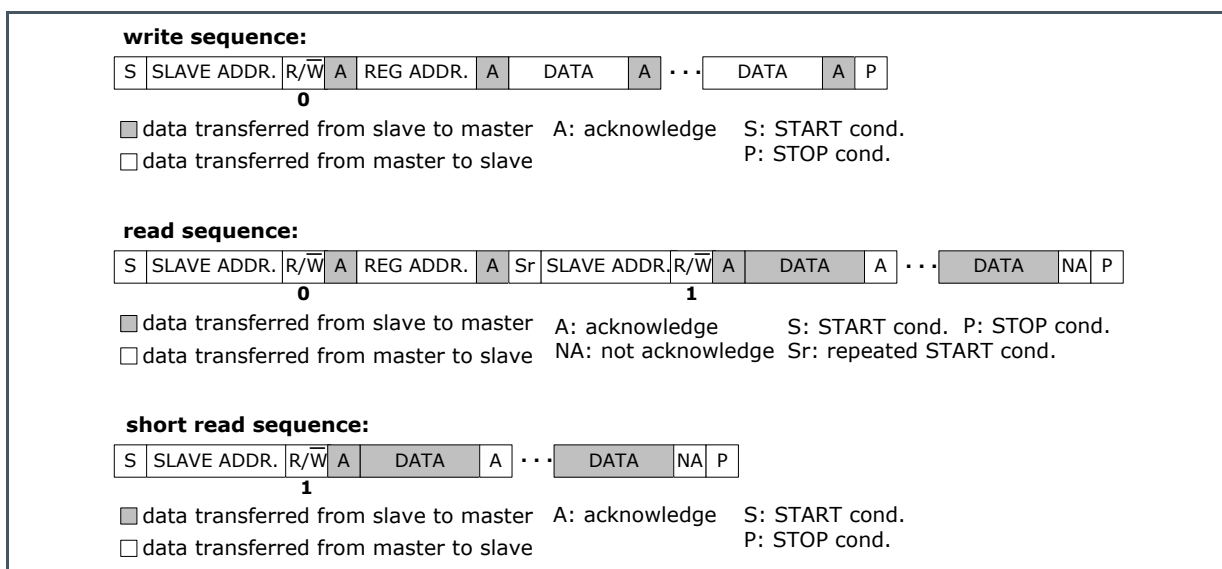 write sequence:
S SLAVE ADDR. R/W̅ A REG ADDR. A DATA A ··· DATA A P
0
data transferred from slave to master A: acknowledge S: START cond.
data transferred from master to slave P: STOP cond.
read sequence:
S SLAVE ADDR. R/W̅ A REG ADDR. A Sr SLAVE ADDR. R/W̅ A DATA A ··· DATA NA P
0 1
data transferred from slave to master A: acknowledge S: START cond. P: STOP cond.
data transferred from master to slave NA: not acknowledge Sr: repeated START cond.
short read sequence:
S SLAVE ADDR. R/W̅ A DATA A ··· DATA NA P
1
data transferred from slave to master A: acknowledge S: START cond.
data transferred from master to slave P: STOP cond.